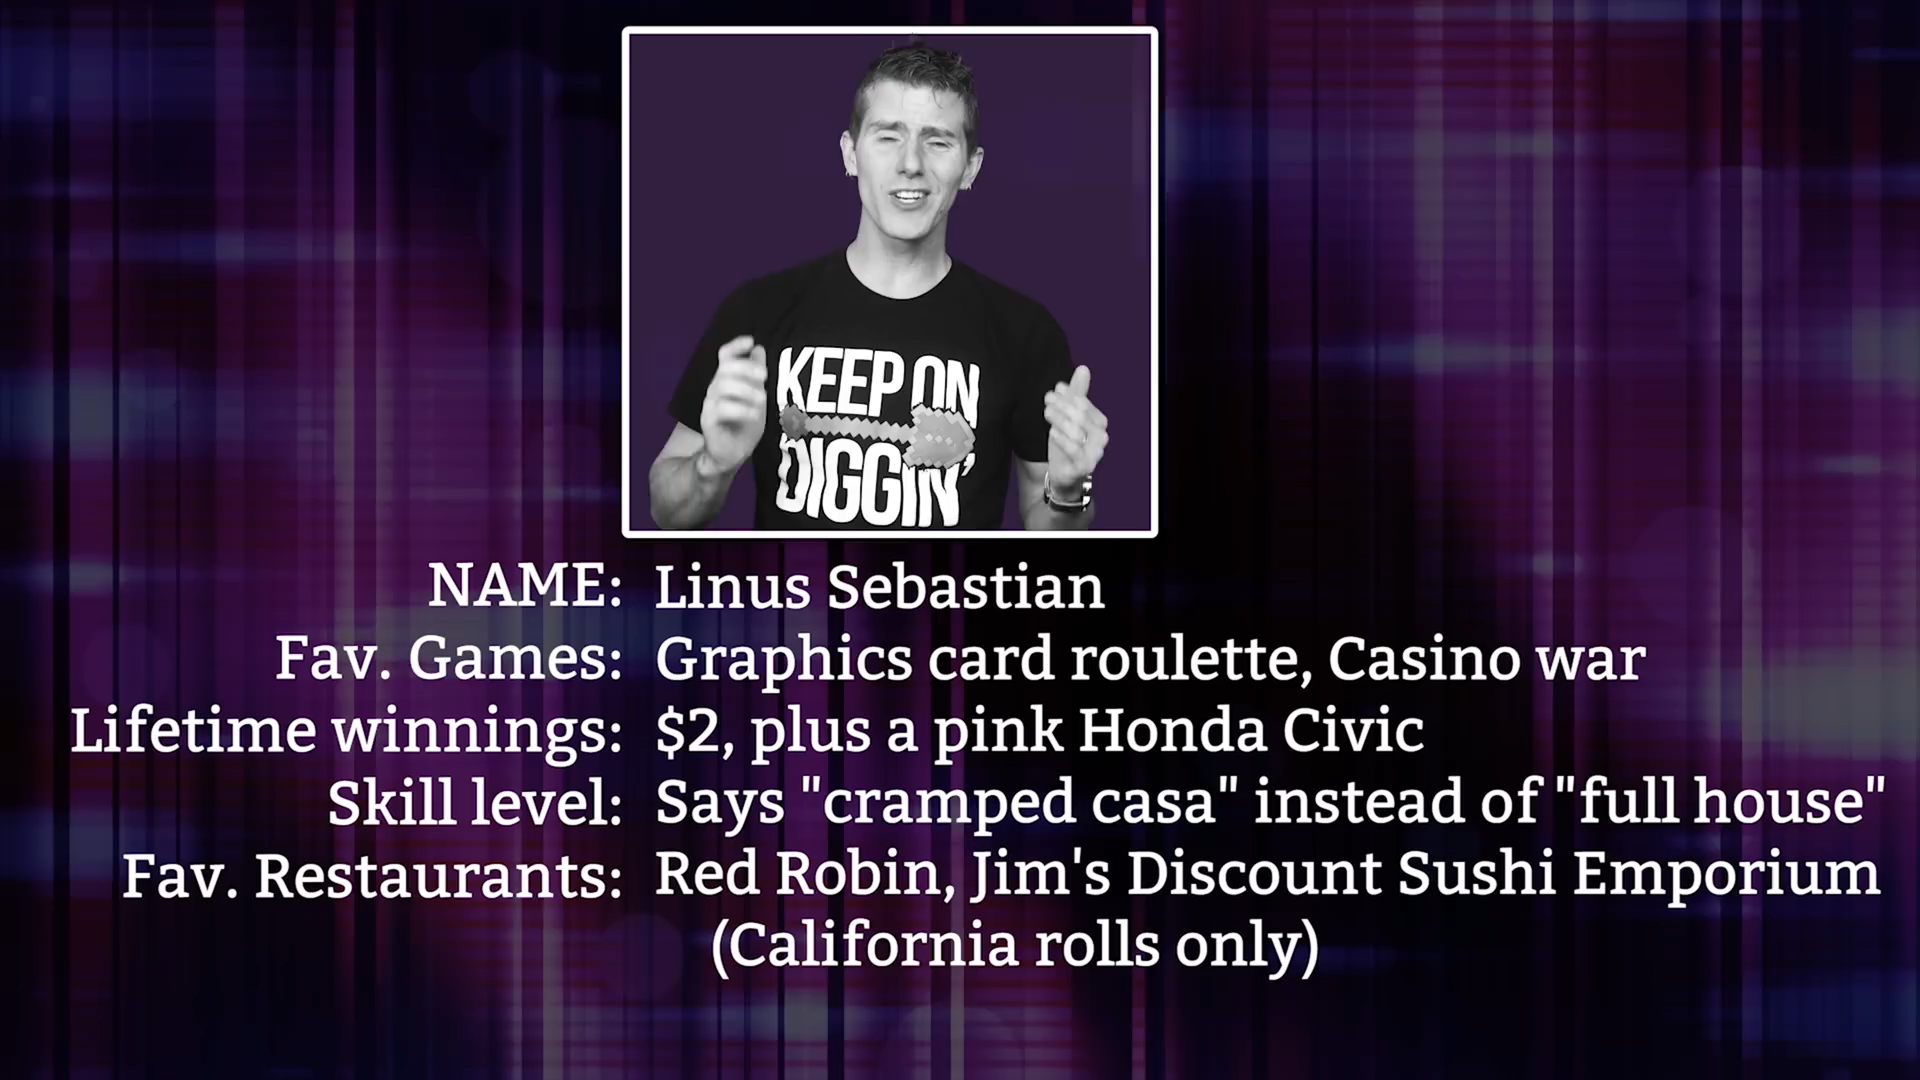 KEEP ON
DIGGIN'
NAME: Linus Sebastian
Fav. Games: Graphics card roulette, Casino war
Lifetime winnings: $2, plus a pink Honda Civic
Skill level: Says "cramped casa" instead of "full house"
Fav. Restaurants: Red Robin, Jim's Discount Sushi Emporium
(California rolls only)